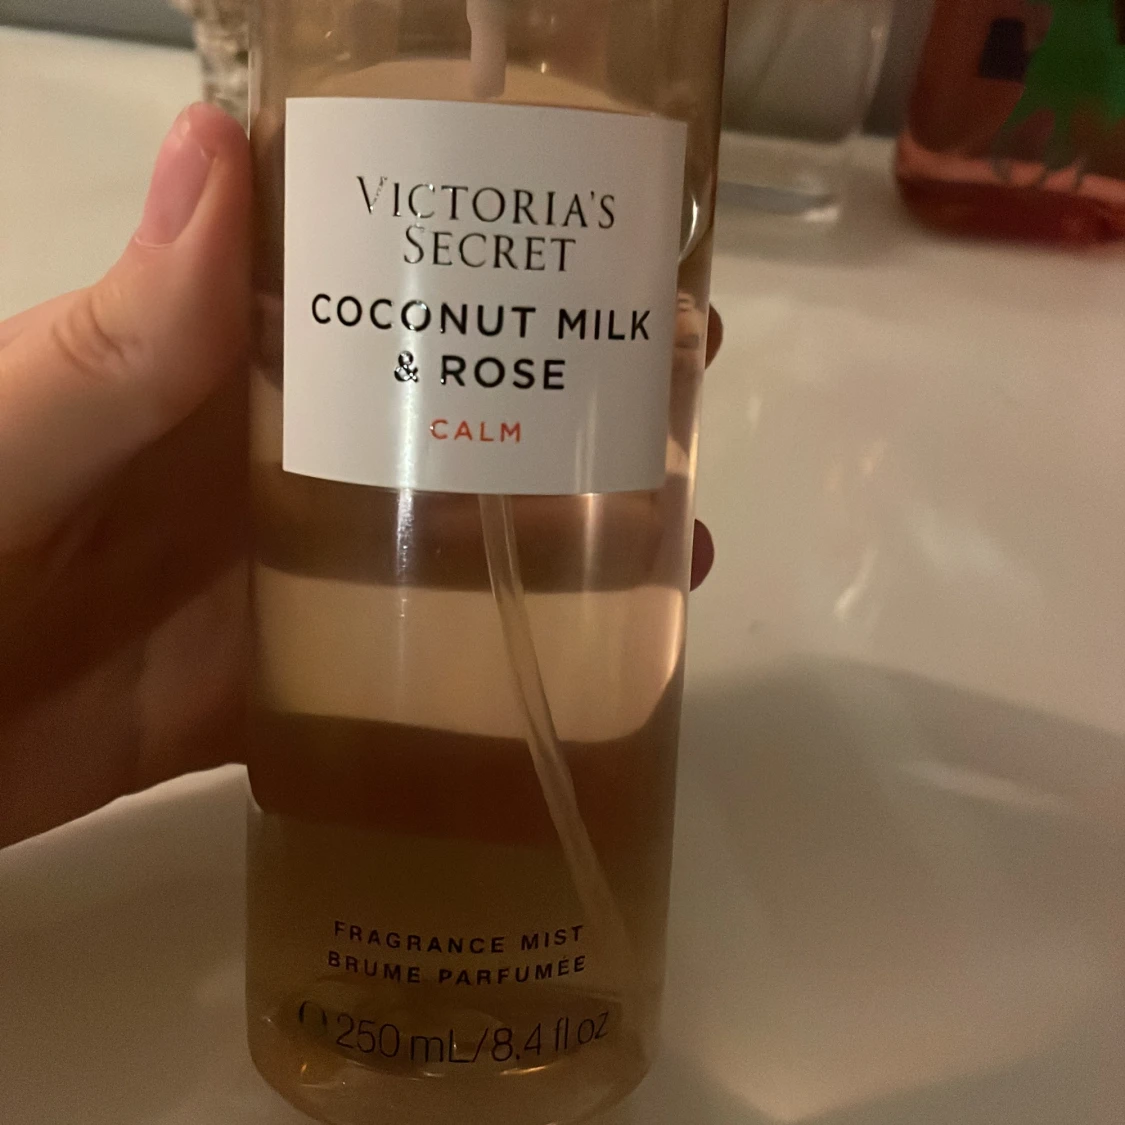 VICTORIA'S
SECRET
COCONUT MILK
& ROSE
CALM
FRAGRANCE MIST
BRUME PARFUMÉE
250 mL/8.4 fl oz